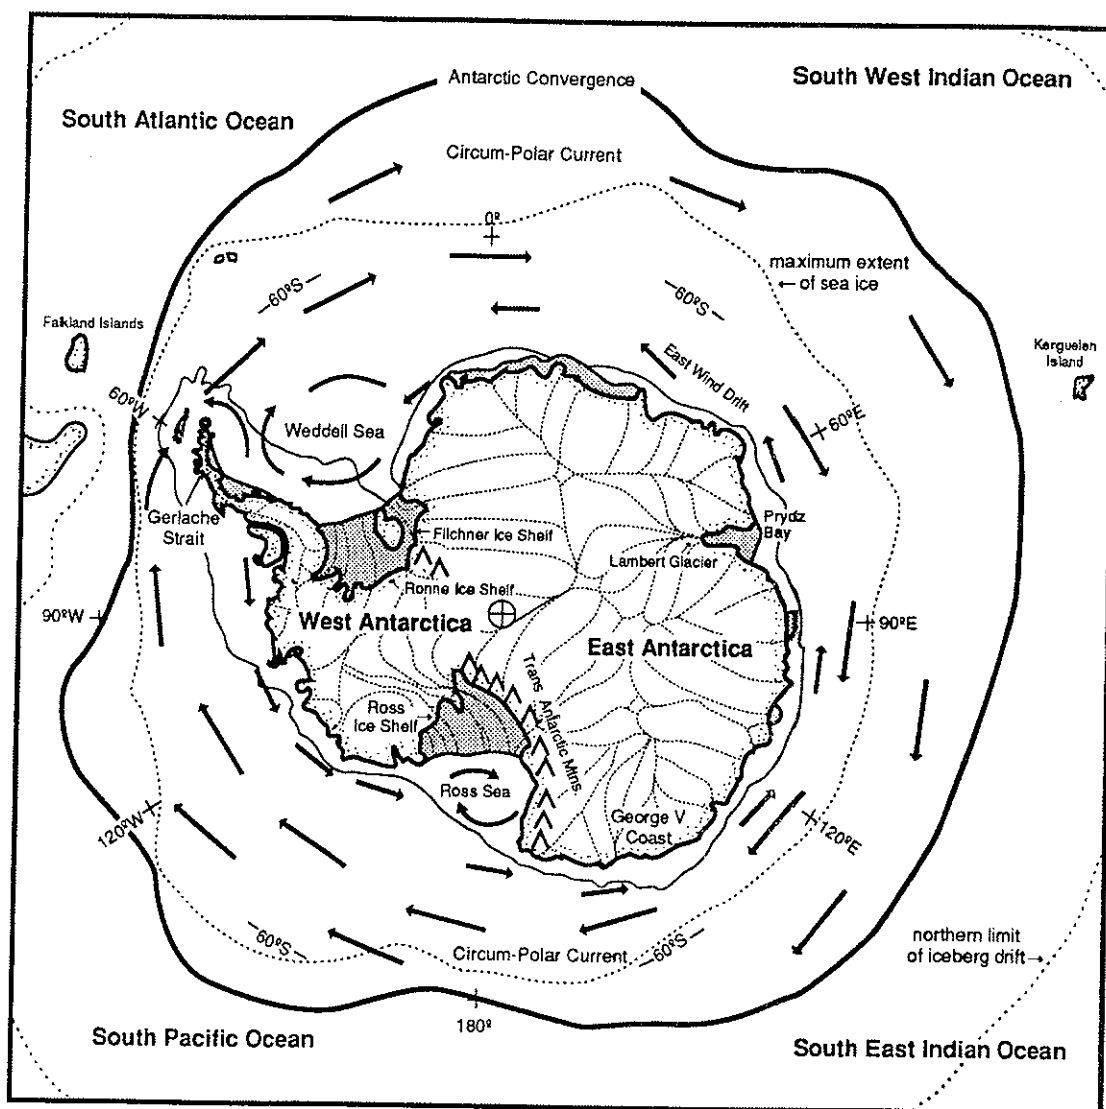 Antarctic Convergence
South West Indian Ocean
South Atlantic Ocean
Circum-Polar Current
0º
maximum extent
← of sea ice
—60ºS—
—60ºS—
Falkland Islands
Kerguelen
Island
East Wind Drift
60ºW
60ºE
Weddell Sea
Gerlache
Strait
Prydz
Bay
Filchner Ice Shelf
Lambert Glacier
Ronne Ice Shelf
90ºW
West Antarctica
90ºE
East Antarctica
Trans Antarctic Mtns
Ross
Ice Shelf
Ross Sea
George V
Coast
120ºW
120ºE
—60ºS—
—60ºS—
Circum-Polar Current
northern limit
of iceberg drift→
180º
South Pacific Ocean
South East Indian Ocean